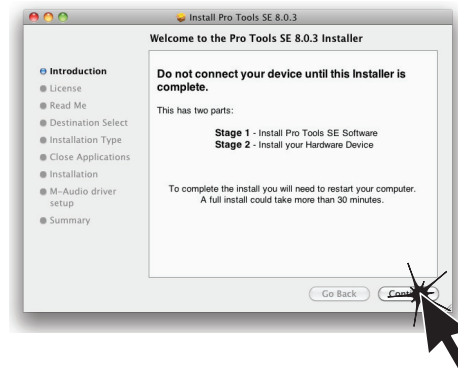 Install Pro Tools SE 8.0.3
Welcome to the Pro Tools SE 8.0.3 Installer
Introduction
License
Read Me
Destination Select
Installation Type
Close Applications
Installation
M-Audio driver
setup
Summary
Do not connect your device until this Installer is
complete.
This has two parts:
Stage 1 - Install Pro Tools SE Software
Stage 2 - Install your Hardware Device
To complete the install you will need to restart your computer.
A full install could take more than 30 minutes.
Go Back